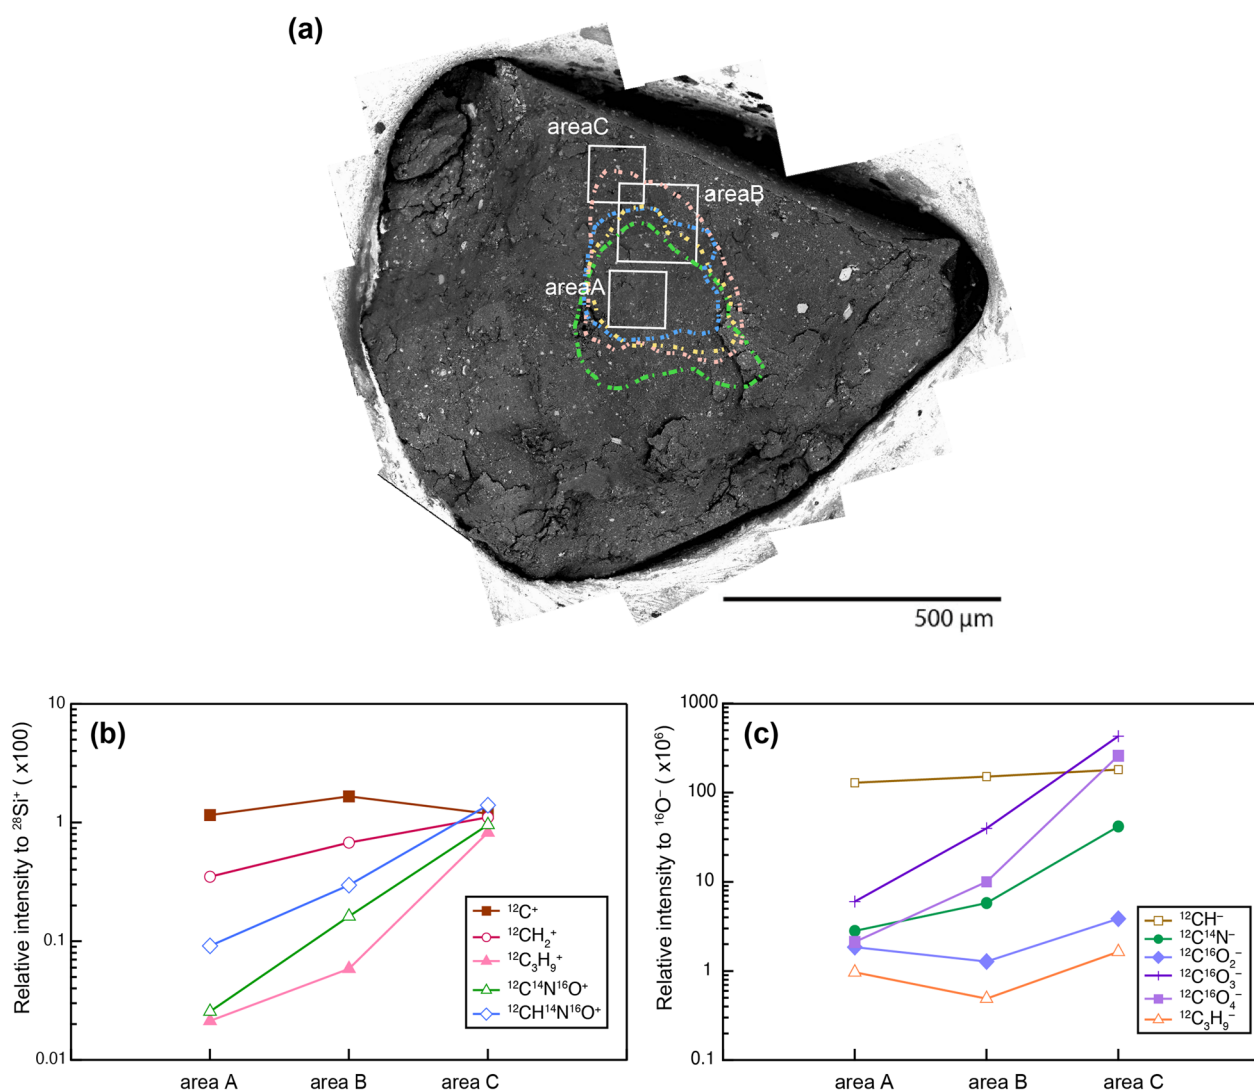 (a)
areaC
areaB
areaA
500 µm
(b)
Relative intensity to ²⁸Si⁺ ( x100)
10
1
0.1
0.01
¹²C⁺
¹²CH₂⁺
¹²C₃H₉⁺
¹²C¹⁴N¹⁶O⁺
¹²CH¹⁴N¹⁶O⁺
area A area B area C
(c)
Relative intensity to ¹⁶O⁻ ( x10⁶)
1000
100
10
1
0.1
¹²CH⁻
¹²C¹⁴N⁻
¹²C¹⁶O₂⁻
¹²C¹⁶O₃⁻
¹²C¹⁶O₄⁻
¹²C₃H₉⁻
area A area B area C